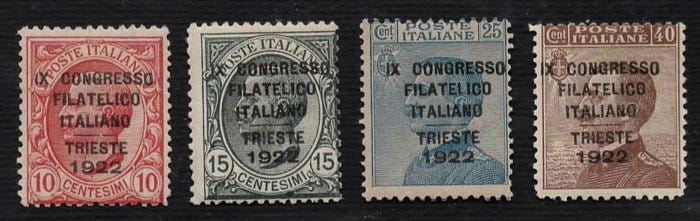 POSTE ITALIANE
IX CONGRESSO
FILATELICO
ITALIANO
TRIESTE
1922
10 10
CENTESIMI
POSTE ITALIANE
IX CONGRESSO
FILATELICO
ITALIANO
TRIESTE
1922
15 15
CENTESIMI
Cent POSTE 25
ITALIANE
IX CONGRESSO
FILATELICO
ITALIANO
TRIESTE
1922
Cent POSTE 40
ITALIANE
IX CONGRESSO
FILATELICO
ITALIANO
TRIESTE
1922